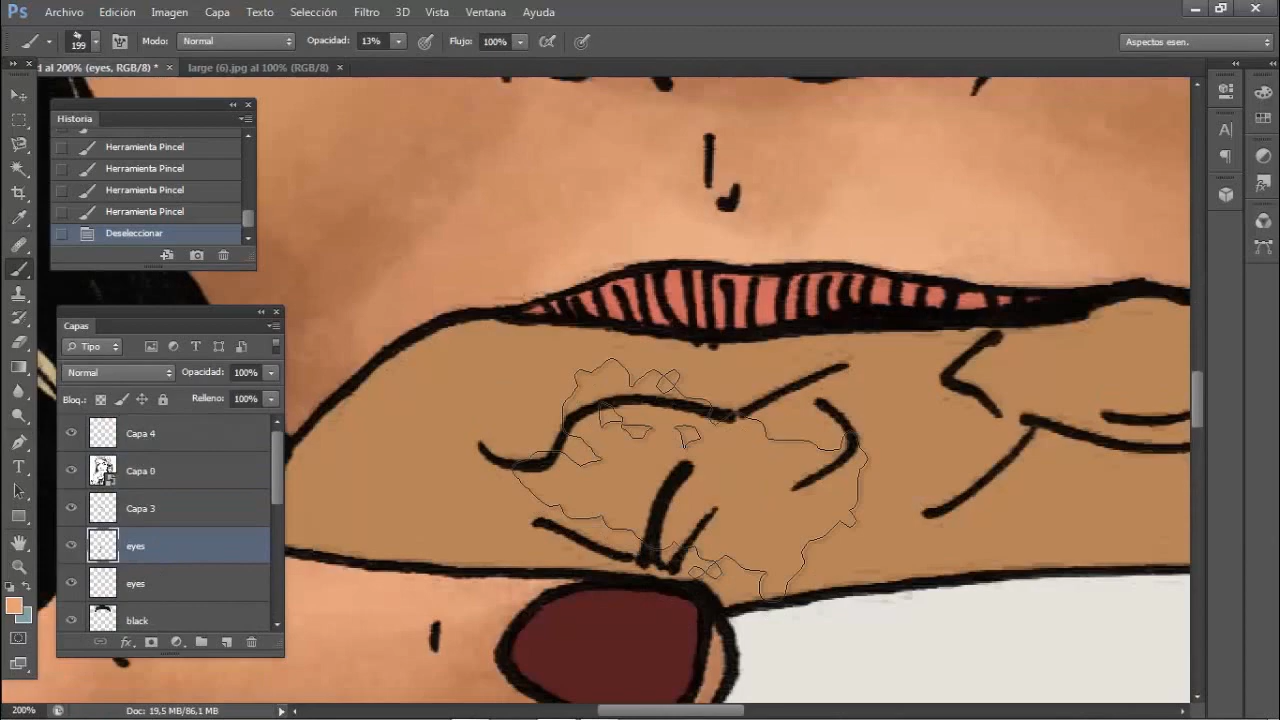 Ps Archivo Edición Imagen Capa Texto Selección Filtro 3D Vista Ventana Ayuda
199 Modo: Normal Opacidad: 13% Flujo: 100% Aspectos esen.
d al 200% (eyes, RGB/8) * × large (6).jpg al 100% (RGB/8) ×
Historia
Herramienta Pincel
Herramienta Pincel
Herramienta Pincel
Herramienta Pincel
Deseleccionar
Capas
Tipo
Normal Opacidad: 100%
Bloq.: Relleno: 100%
Capa 4
Capa 0
Capa 3
eyes
eyes
black
fx
200% Doc: 19,5 MB/86,1 MB